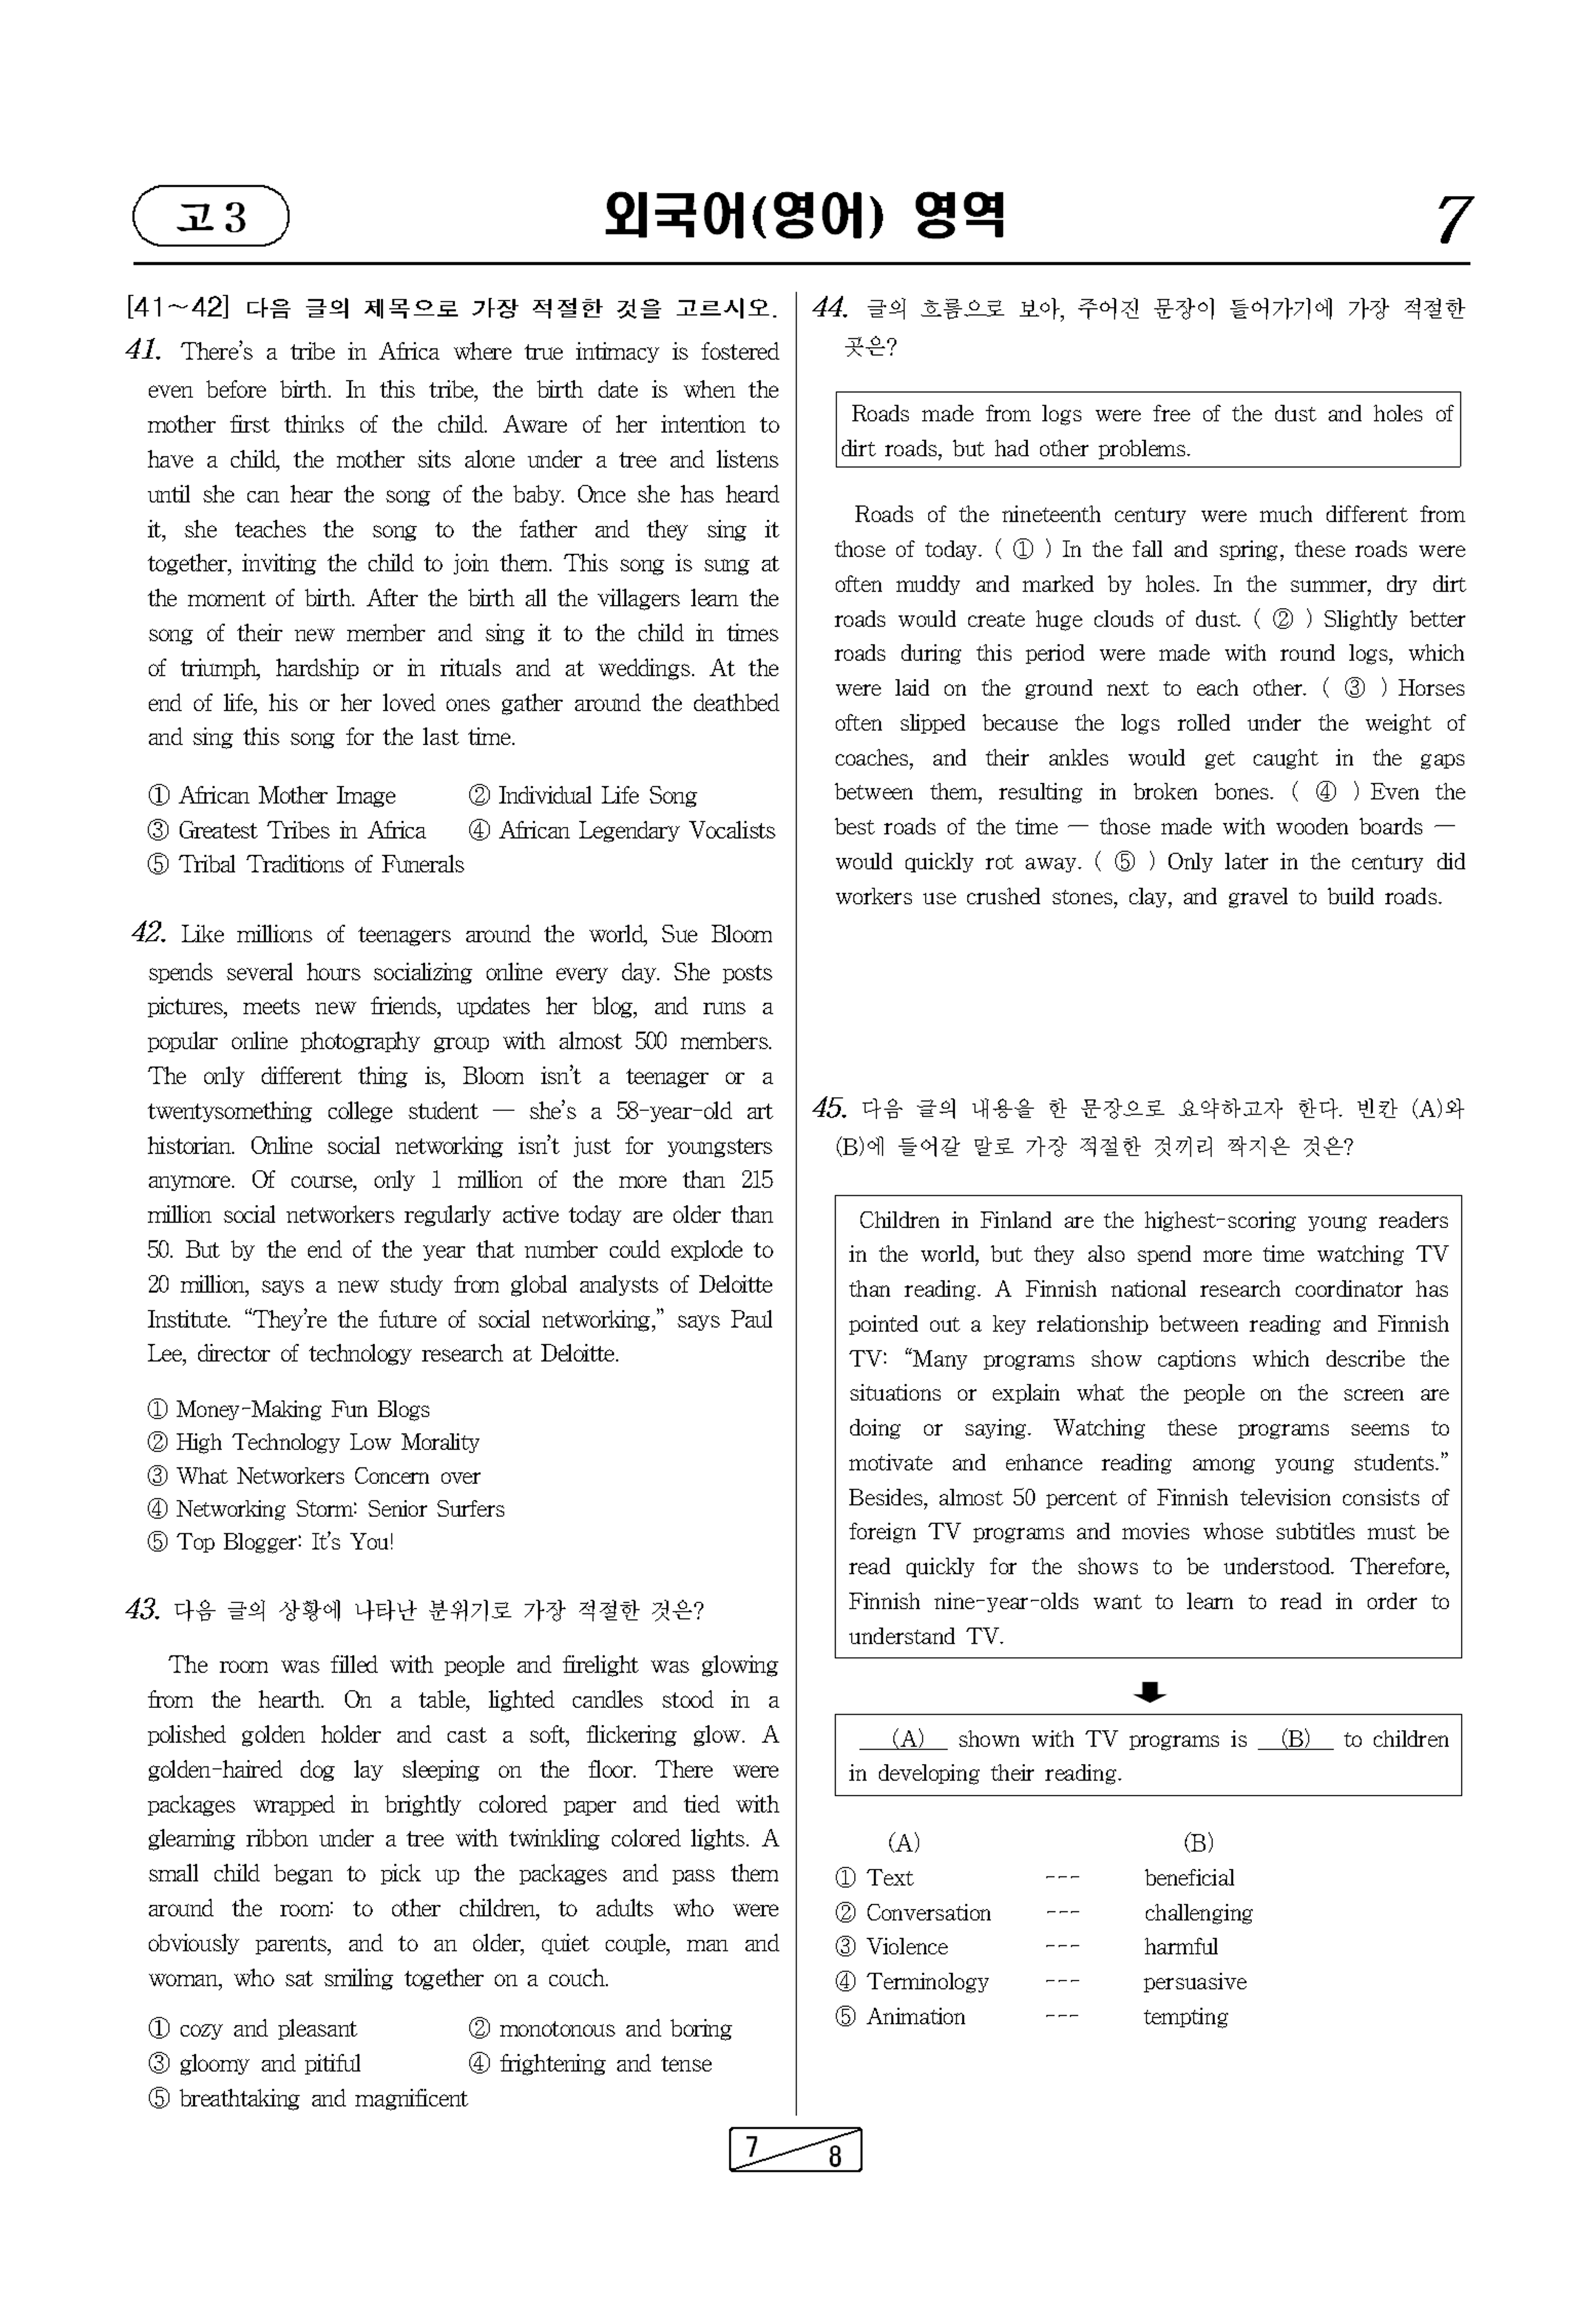 고 3
외국어(영어) 영역
7
[41～42] 다음 글의 제목으로 가장 적절한 것을 고르시오.
41. There's a tribe in Africa where true intimacy is fostered
even before birth. In this tribe, the birth date is when the
mother first thinks of the child. Aware of her intention to
have a child, the mother sits alone under a tree and listens
until she can hear the song of the baby. Once she has heard
it, she teaches the song to the father and they sing it
together, inviting the child to join them. This song is sung at
the moment of birth. After the birth all the villagers learn the
song of their new member and sing it to the child in times
of triumph, hardship or in rituals and at weddings. At the
end of life, his or her loved ones gather around the deathbed
and sing this song for the last time.
① African Mother Image ② Individual Life Song
③ Greatest Tribes in Africa ④ African Legendary Vocalists
⑤ Tribal Traditions of Funerals
42. Like millions of teenagers around the world, Sue Bloom
spends several hours socializing online every day. She posts
pictures, meets new friends, updates her blog, and runs a
popular online photography group with almost 500 members.
The only different thing is, Bloom isn't a teenager or a
twentysomething college student — she's a 58-year-old art
historian. Online social networking isn't just for youngsters
anymore. Of course, only 1 million of the more than 215
million social networkers regularly active today are older than
50. But by the end of the year that number could explode to
20 million, says a new study from global analysts of Deloitte
Institute. "They're the future of social networking," says Paul
Lee, director of technology research at Deloitte.
① Money-Making Fun Blogs
② High Technology Low Morality
③ What Networkers Concern over
④ Networking Storm: Senior Surfers
⑤ Top Blogger: It's You!
43. 다음 글의 상황에 나타난 분위기로 가장 적절한 것은?
The room was filled with people and firelight was glowing
from the hearth. On a table, lighted candles stood in a
polished golden holder and cast a soft, flickering glow. A
golden-haired dog lay sleeping on the floor. There were
packages wrapped in brightly colored paper and tied with
gleaming ribbon under a tree with twinkling colored lights. A
small child began to pick up the packages and pass them
around the room: to other children, to adults who were
obviously parents, and to an older, quiet couple, man and
woman, who sat smiling together on a couch.
① cozy and pleasant ② monotonous and boring
③ gloomy and pitiful ④ frightening and tense
⑤ breathtaking and magnificent
44. 글의 흐름으로 보아, 주어진 문장이 들어가기에 가장 적절한
곳은?
Roads made from logs were free of the dust and holes of
dirt roads, but had other problems.
Roads of the nineteenth century were much different from
those of today. ( ① ) In the fall and spring, these roads were
often muddy and marked by holes. In the summer, dry dirt
roads would create huge clouds of dust. ( ② ) Slightly better
roads during this period were made with round logs, which
were laid on the ground next to each other. ( ③ ) Horses
often slipped because the logs rolled under the weight of
coaches, and their ankles would get caught in the gaps
between them, resulting in broken bones. ( ④ ) Even the
best roads of the time — those made with wooden boards —
would quickly rot away. ( ⑤ ) Only later in the century did
workers use crushed stones, clay, and gravel to build roads.
45. 다음 글의 내용을 한 문장으로 요약하고자 한다. 빈칸 (A)와
(B)에 들어갈 말로 가장 적절한 것끼리 짝지은 것은?
Children in Finland are the highest-scoring young readers
in the world, but they also spend more time watching TV
than reading. A Finnish national research coordinator has
pointed out a key relationship between reading and Finnish
TV: "Many programs show captions which describe the
situations or explain what the people on the screen are
doing or saying. Watching these programs seems to
motivate and enhance reading among young students."
Besides, almost 50 percent of Finnish television consists of
foreign TV programs and movies whose subtitles must be
read quickly for the shows to be understood. Therefore,
Finnish nine-year-olds want to learn to read in order to
understand TV.
(A) shown with TV programs is (B) to children
in developing their reading.
(A) (B)
① Text --- beneficial
② Conversation --- challenging
③ Violence --- harmful
④ Terminology --- persuasive
⑤ Animation --- tempting
7 8